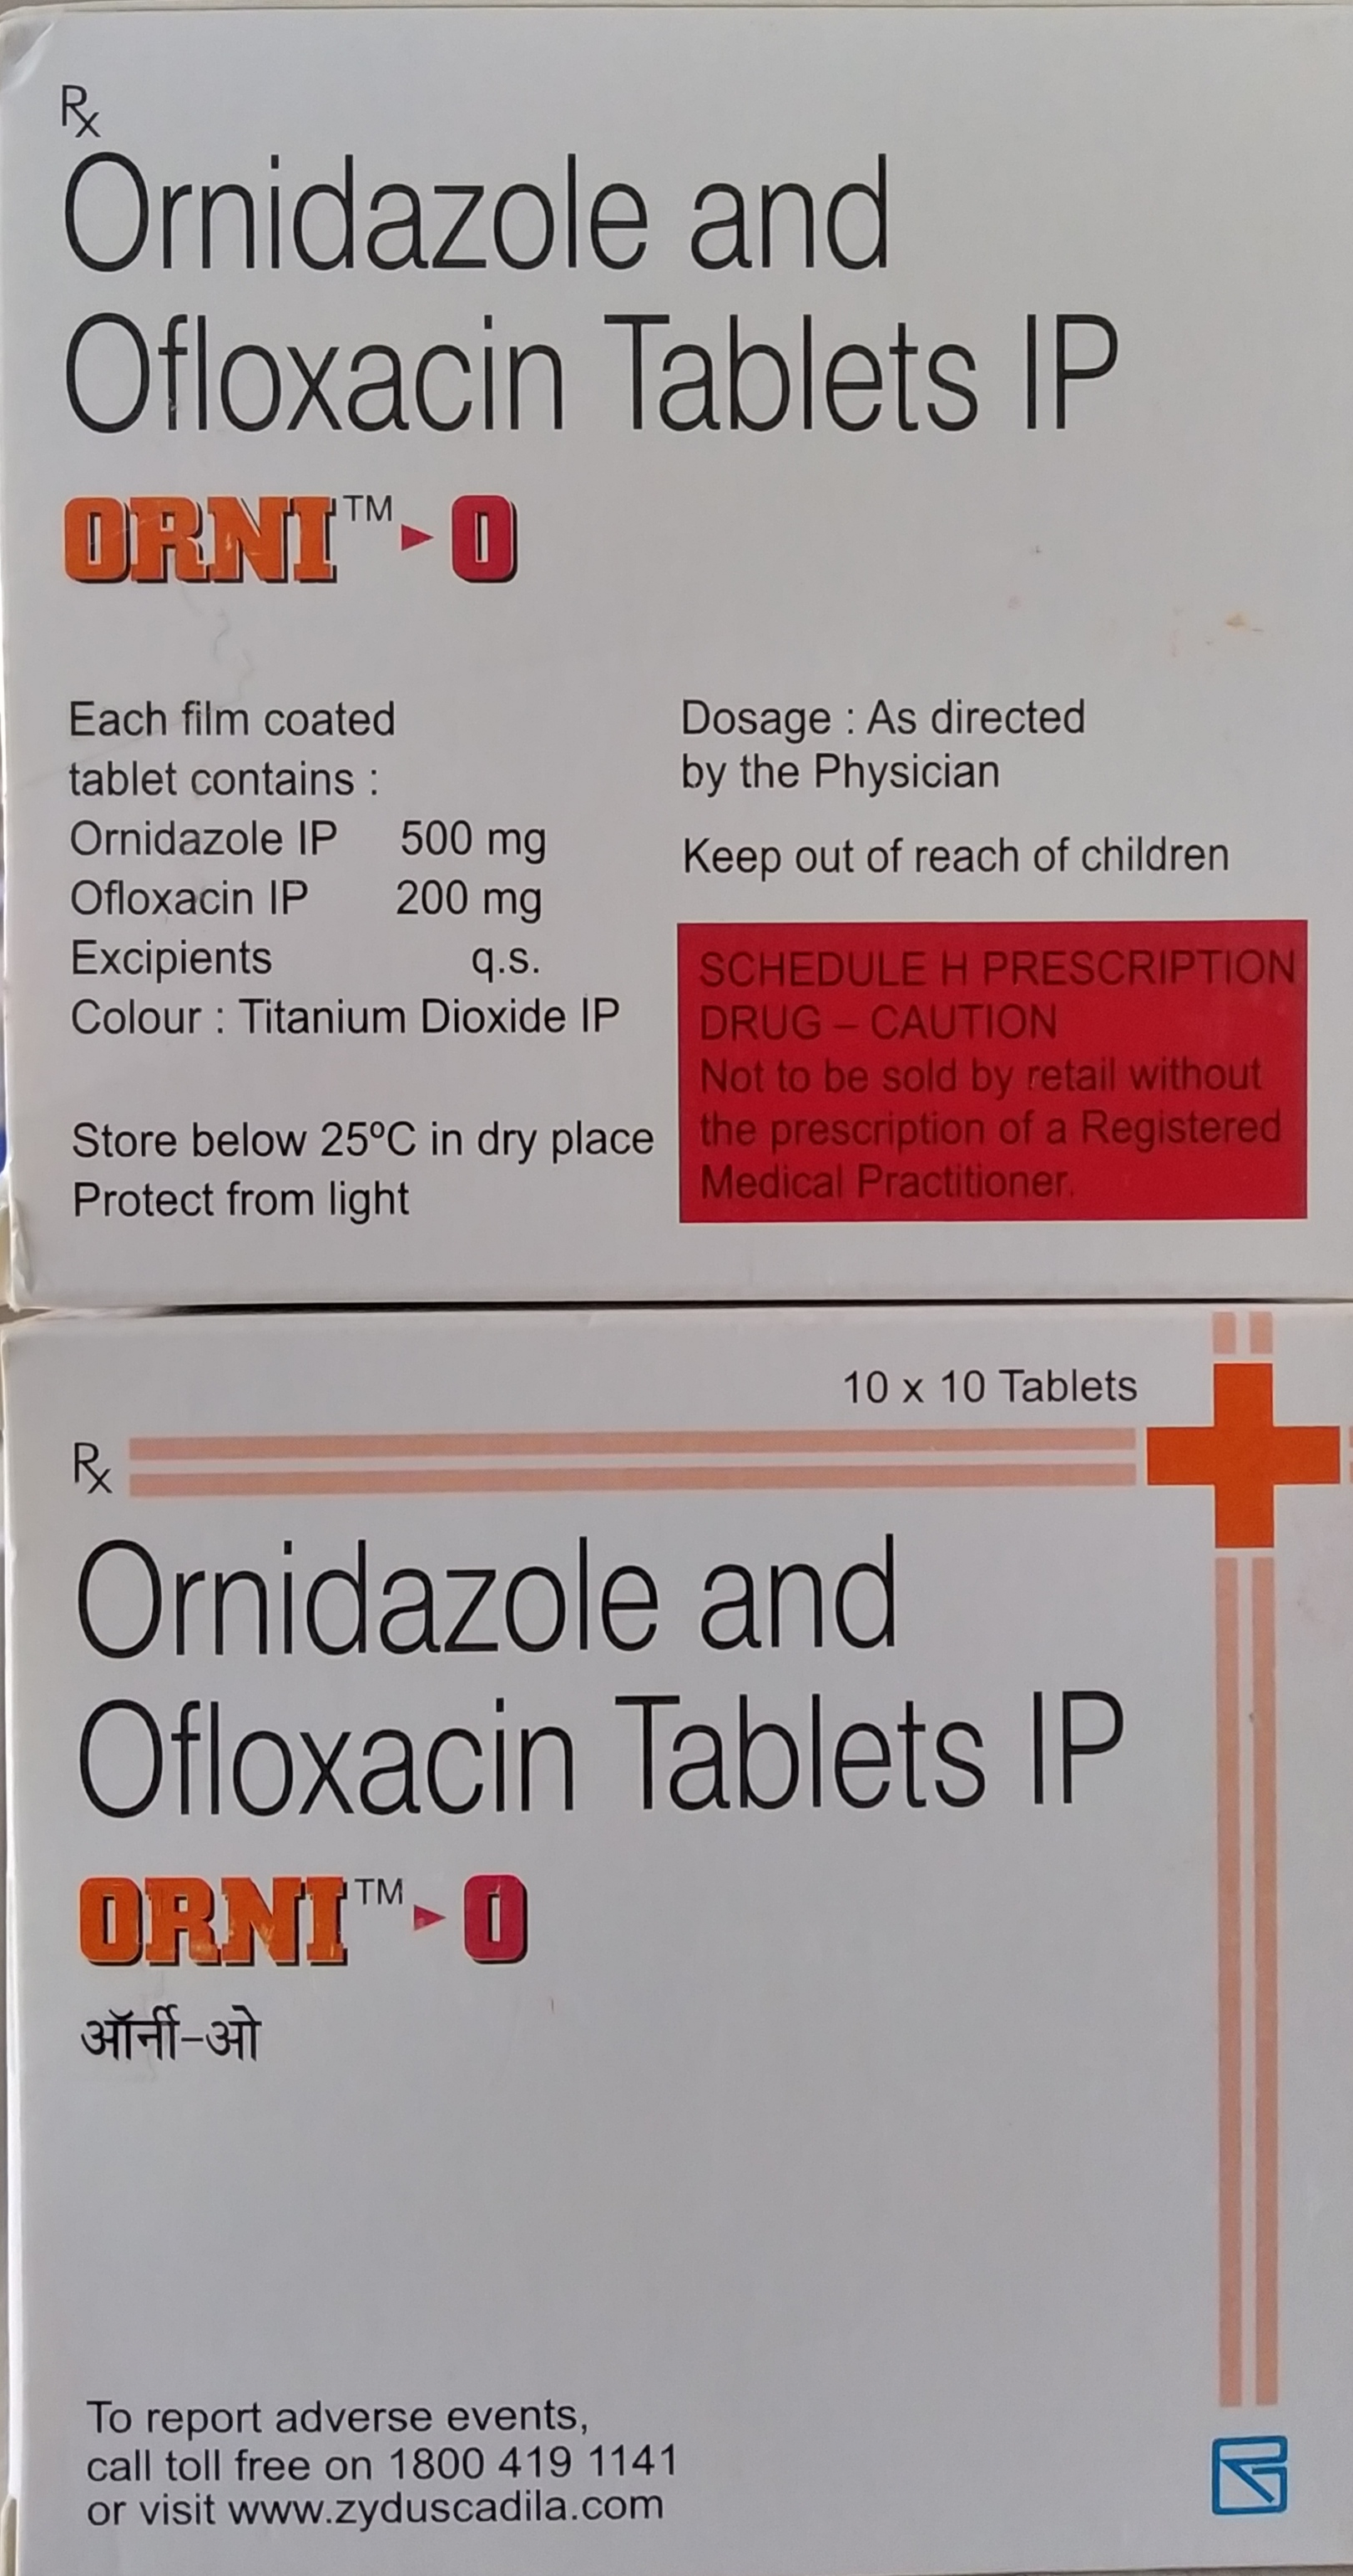 Rx
Ornidazole and
Ofloxacin Tablets IP
ORNI™ ▸ O
Each film coated
tablet contains :
Ornidazole IP 500 mg
Ofloxacin IP 200 mg
Excipients q.s.
Colour : Titanium Dioxide IP
Store below 25ºC in dry place
Protect from light
Dosage : As directed
by the Physician
Keep out of reach of children
SCHEDULE H PRESCRIPTION
DRUG – CAUTION
Not to be sold by retail without
the prescription of a Registered
Medical Practitioner.
10 x 10 Tablets
Rx
Ornidazole and
Ofloxacin Tablets IP
ORNI™ ▸ O
ऑर्नी-ओ
To report adverse events,
call toll free on 1800 419 1141
or visit www.zyduscadila.com